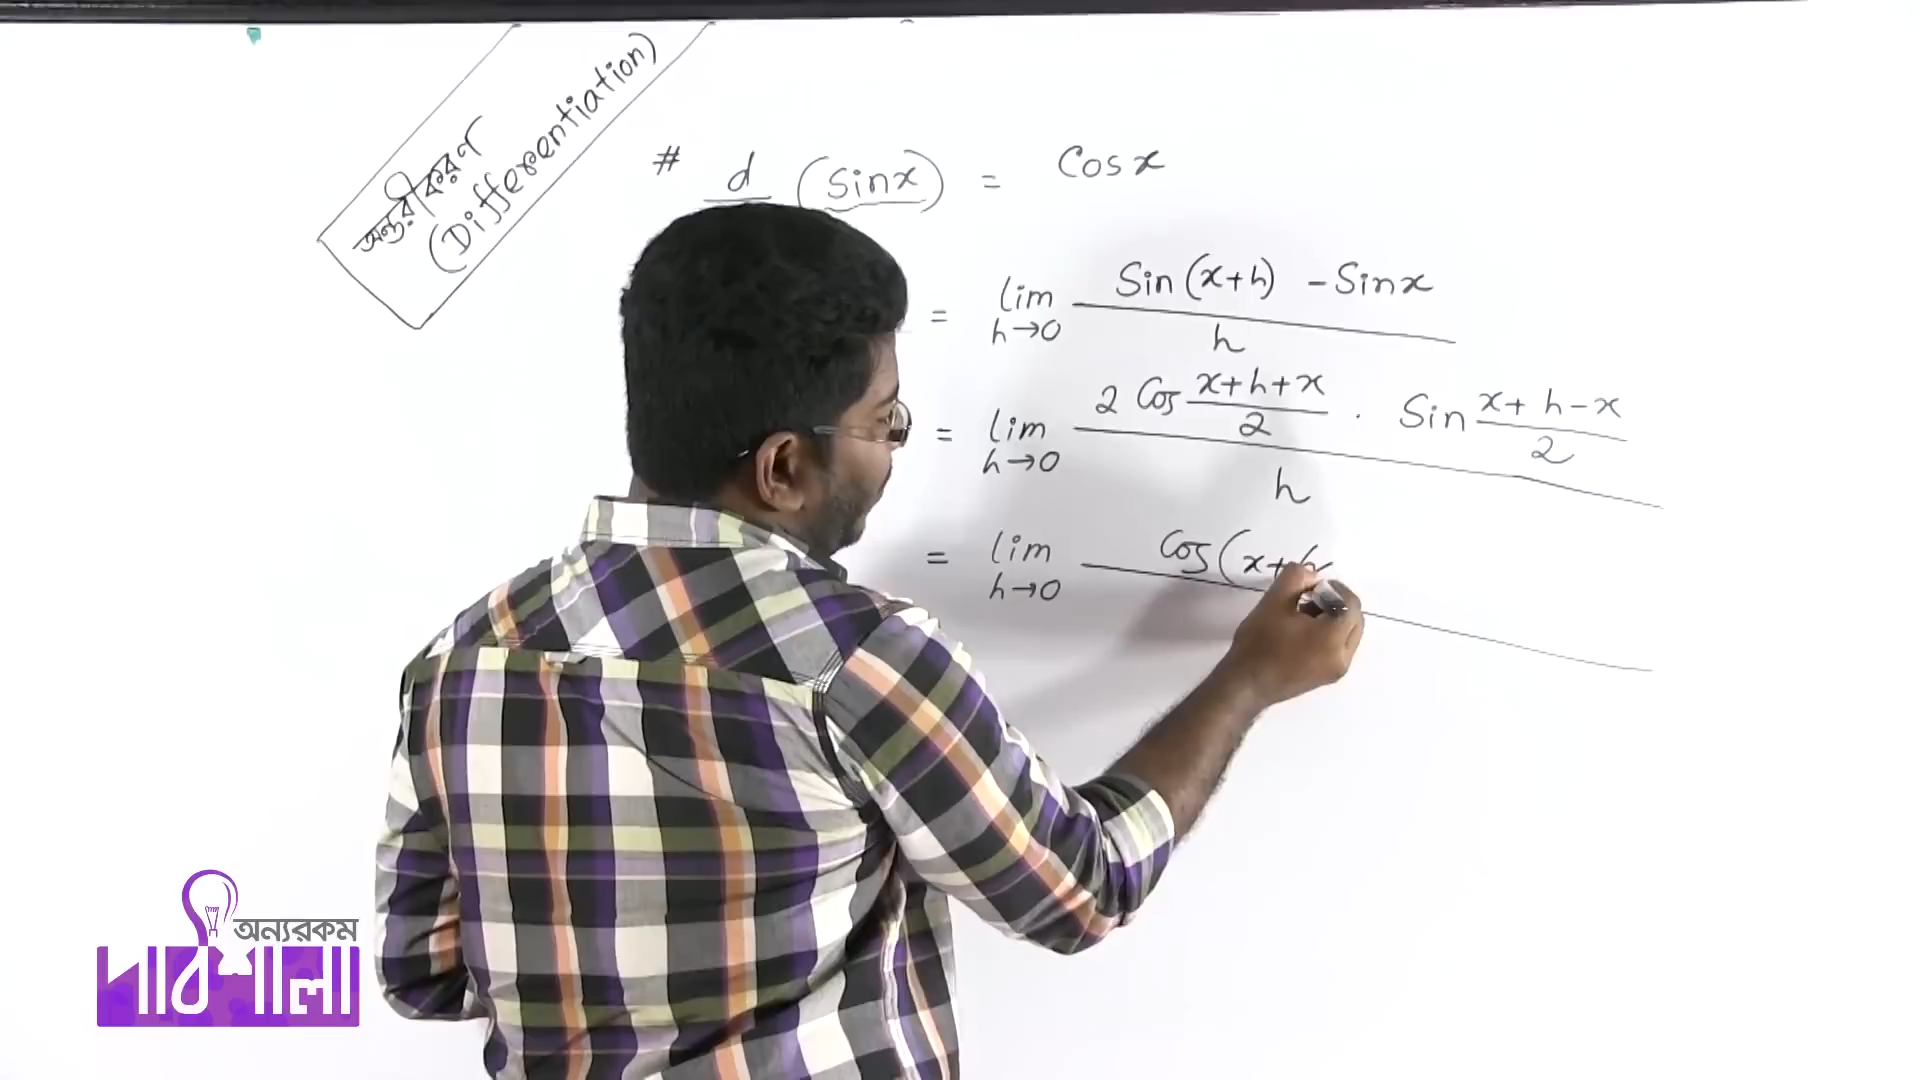 অন্তরীকরণ
(Differentiation)
# d (Sinx) = Cosx
= lim h→0 Sin(x+h) -Sinx / h
= lim h→0 2 Cos x+h+x / 2 . Sin x+h-x / 2 / h
= lim h→0 Cos(x+h
অন্যরকম
পাঠশালা